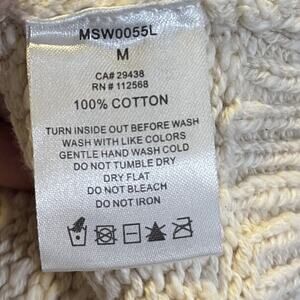 MSW0055L
M
CA# 29438
RN # 112568
100% COTTON
TURN INSIDE OUT BEFORE WASH
WASH WITH LIKE COLORS
GENTLE HAND WASH COLD
DO NOT TUMBLE DRY
DRY FLAT
DO NOT BLEACH
DO NOT IRON